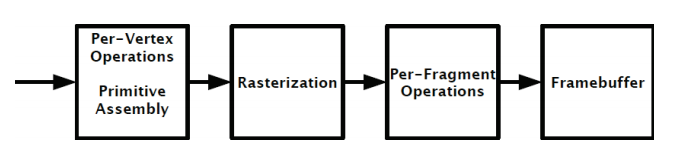 Per-Vertex
Operations
Primitive
Assembly
Rasterization
Per-Fragment
Operations
Framebuffer